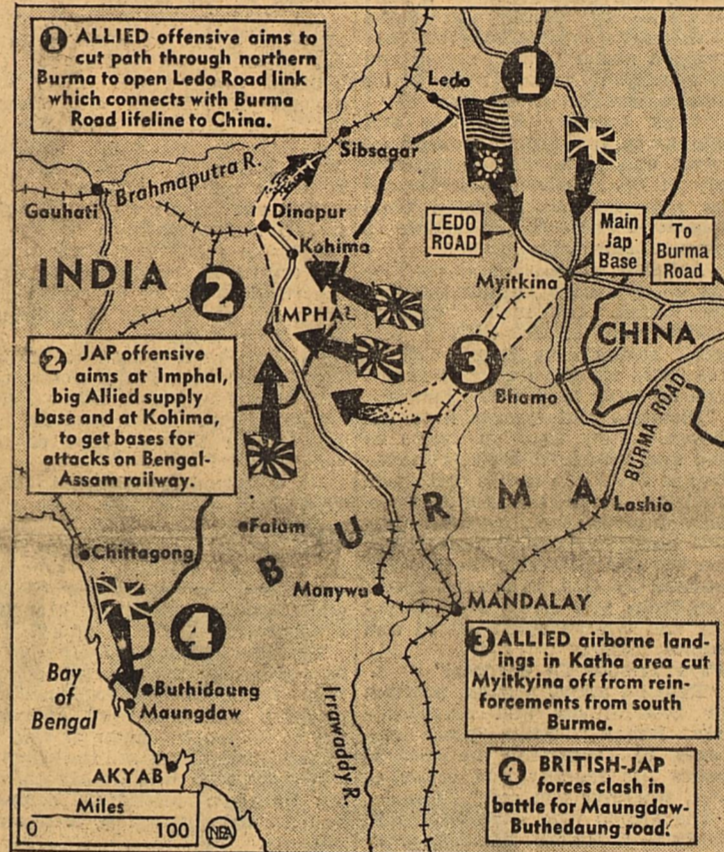 1 ALLIED offensive aims to
cut path through northern
Burma to open Ledo Road link
which connects with Burma
Road lifeline to China.
1
Ledo
Sibsagar
Brahmaputra R.
Gauhati
Dinapur
Kohima
LEDO
ROAD
Main
Jap
Base
To
Burma
Road
INDIA
2
Myitkina
IMPHAL
CHINA
3
2 JAP offensive
aims at Imphal,
big Allied supply
base and at Kohima,
to get bases for
attacks on Bengal-
Assam railway.
Bhamo
BURMA ROAD
BURMA
Lashio
Falam
Chittagong
Monywa
MANDALAY
4
3 ALLIED airborne land-
ings in Katha area cut
Myitkyina off from rein-
forcements from south
Burma.
Bay
of
Bengal
Buthidaung
Maungdaw
Irrawaddy R.
AKYAB
4 BRITISH-JAP
forces clash in
battle for Maungdaw-
Buthedaung road.
Miles
0 100
NEA